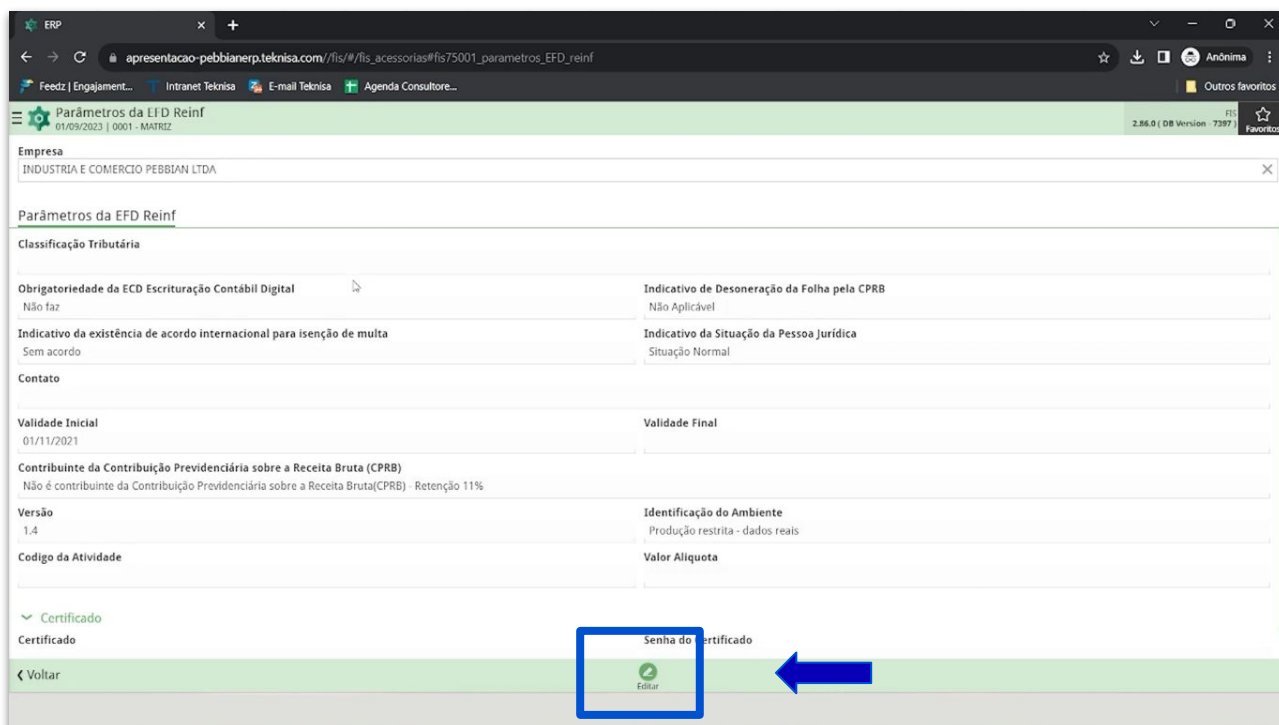 ERP
apresentacao-pebbianerp.teknisa.com//fis/#/fis_acessorias#fis75001_parametros_EFD_reinf
Anônima
Feedz | Engajament... Intranet Teknisa E-mail Teknisa Agenda Consultore...
Outros favoritos
Parâmetros da EFD Reinf
01/09/2023 | 0001 - MATRIZ
FIS
2.86.0 ( DB Version - 7397 )
Favoritos
Empresa
INDUSTRIA E COMERCIO PEBBIAN LTDA
Parâmetros da EFD Reinf
Classificação Tributária
Obrigatoriedade da ECD Escrituração Contábil Digital Indicativo de Desoneração da Folha pela CPRB
Não faz Não Aplicável
Indicativo da existência de acordo internacional para isenção de multa Indicativo da Situação da Pessoa Jurídica
Sem acordo Situação Normal
Contato
Validade Inicial Validade Final
01/11/2021
Contribuinte da Contribuição Previdenciária sobre a Receita Bruta (CPRB)
Não é contribuinte da Contribuição Previdenciária sobre a Receita Bruta(CPRB) - Retenção 11%
Versão Identificação do Ambiente
1.4 Produção restrita - dados reais
Codigo da Atividade Valor Aliquota
Certificado
Certificado Senha do Certificado
Voltar Editar